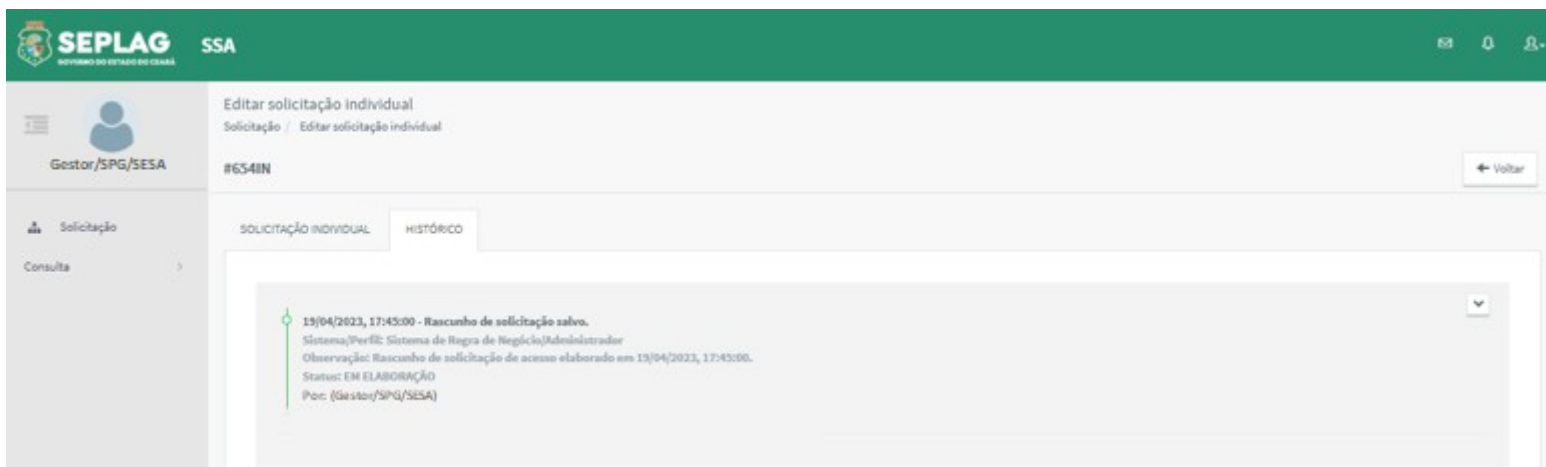 SEPLAG
GOVERNO DO ESTADO DO CEARÁ
SSA
Gestor/SPG/SESA
Solicitação
Consulta
Editar solicitação individual
Solicitação / Editar solicitação individual
#654IN
Voltar
SOLICITAÇÃO INDIVIDUAL
HISTÓRICO
19/04/2023, 17:45:00 - Rascunho de solicitação salvo.
Sistema/Perfil: Sistema de Regra de Negócio/Administrador
Observação: Rascunho de solicitação de acesso elaborado em 19/04/2023, 17:45:00.
Status: EM ELABORAÇÃO
Por: (Gestor/SPG/SESA)